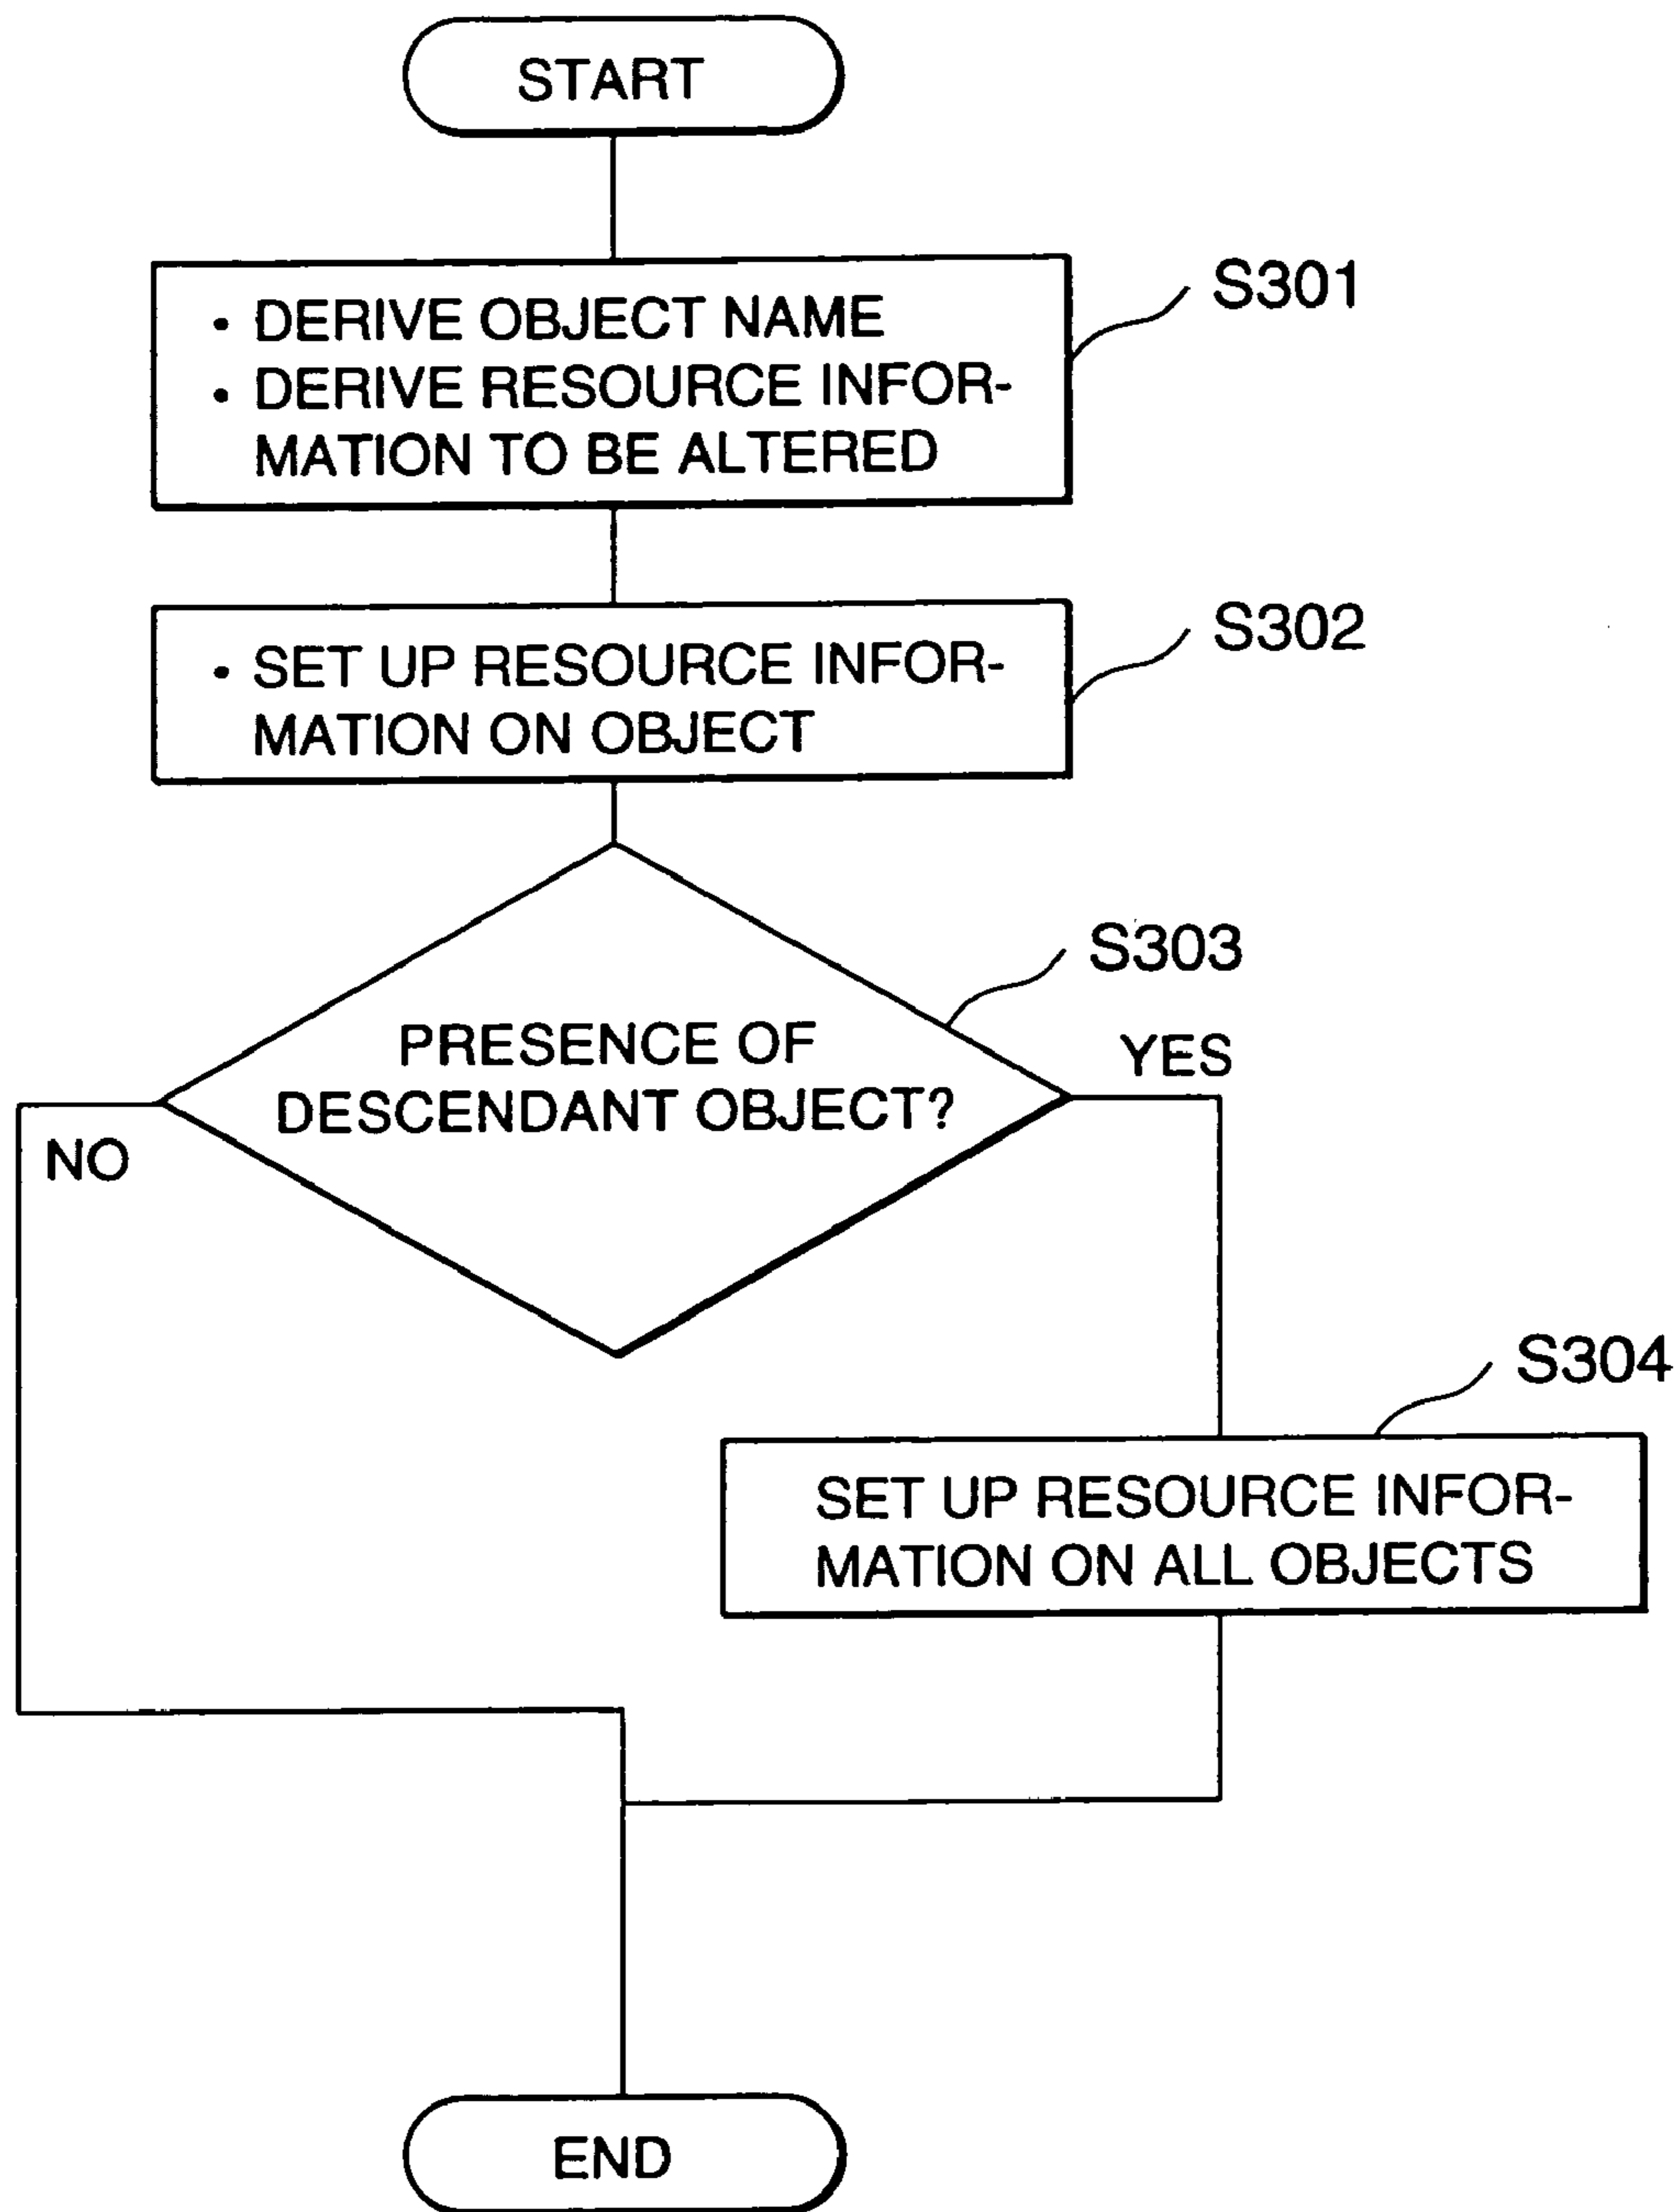 START
S301
• DERIVE OBJECT NAME
• DERIVE RESOURCE INFOR-
MATION TO BE ALTERED
S302
• SET UP RESOURCE INFOR-
MATION ON OBJECT
S303
PRESENCE OF
DESCENDANT OBJECT?
YES
NO
S304
SET UP RESOURCE INFOR-
MATION ON ALL OBJECTS
END